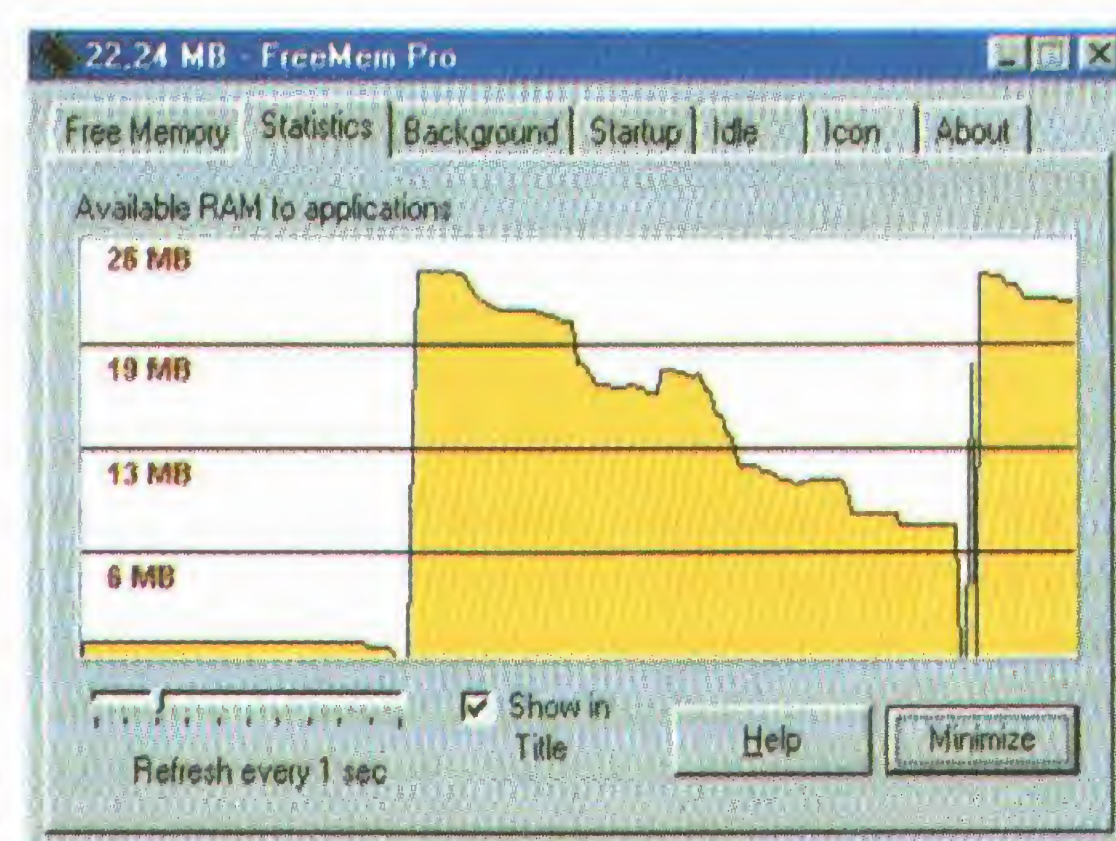 22,24 MB - FreeMem Pro
Free Memory Statistics Background Startup Idle Icon About
Available RAM to applications
26 MB
19 MB
13 MB
6 MB
Show in
Title
Help
Minimize
Refresh every 1 sec